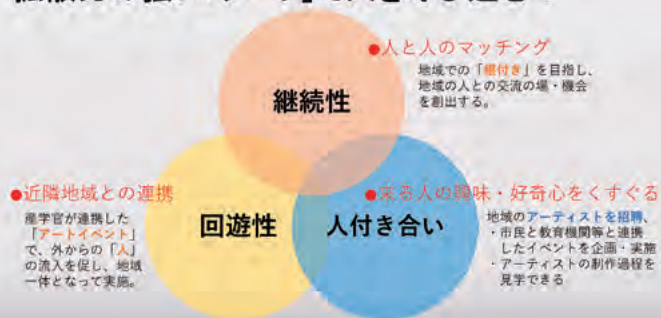 ●人と人のマッチング
地域での「根付き」を目指し、
地域の人との交流の場・機会
を創出する。
継続性
●近隣地域との連携
産学官が連携した
「アートイベント」
で、外からの「人」
の流入を促し、地域
一体となって実施。
回遊性
人付き合い
●来る人の興味・好奇心をくすぐる
地域のアーティストを招聘、
・市民と教育機関等と連携
したイベントを企画・実施
・アーティストの制作過程を
見学できる